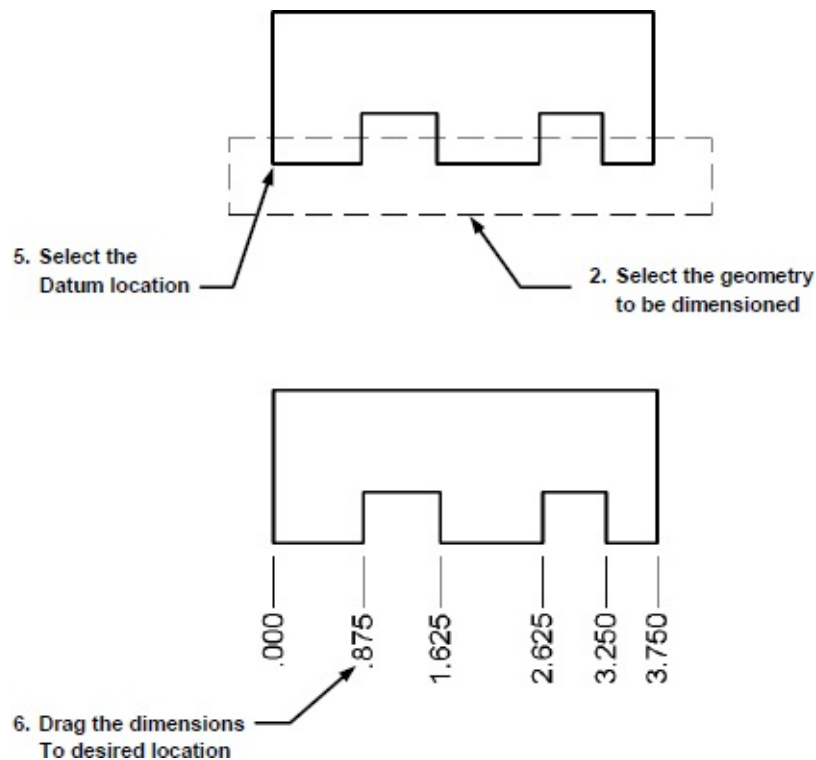 5. Select the
Datum location
2. Select the geometry
to be dimensioned
.000
.875
1.625
2.625
3.250
3.750
6. Drag the dimensions
To desired location